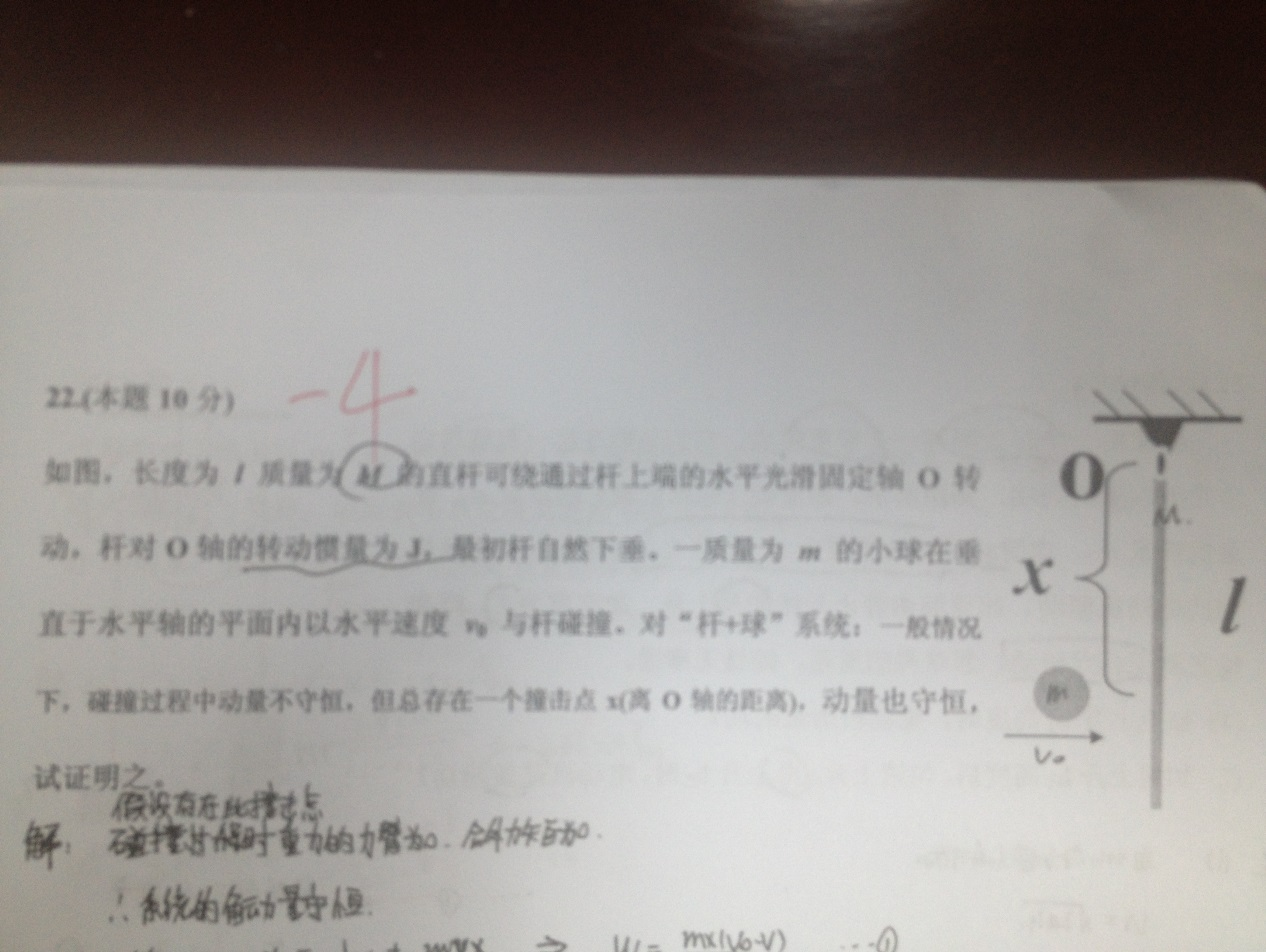 22.(本题 10 分)
-4
如图，长度为 l 质量为 M 的直杆可绕通过杆上端的水平光滑固定轴 O 转
动，杆对 O 轴的转动惯量为 J，最初杆自然下垂。一质量为 m 的小球在垂
直于水平轴的平面内以水平速度 v₀ 与杆碰撞。对“杆+球”系统：一般情况
下，碰撞过程中动量不守恒，但总存在一个撞击点 x(离 O 轴的距离)，动量也守恒，
试证明之。
O
M.
x
l
m
v₀
假设存在此撞击点
解： 碰撞过程时重力的力臂为0. 合外力矩为0.
∴系统的角动量守恒.
⇒ W = mx(v₀-v) ...①